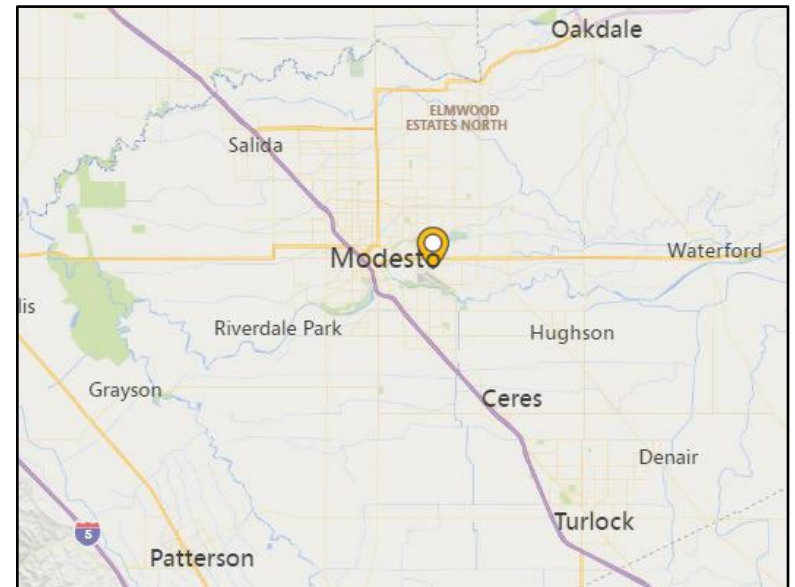 Oakdale
ELMWOOD
ESTATES NORTH
Salida
Modesto
Waterford
lis
Riverdale Park
Hughson
Grayson
Ceres
Denair
Turlock
5
Patterson